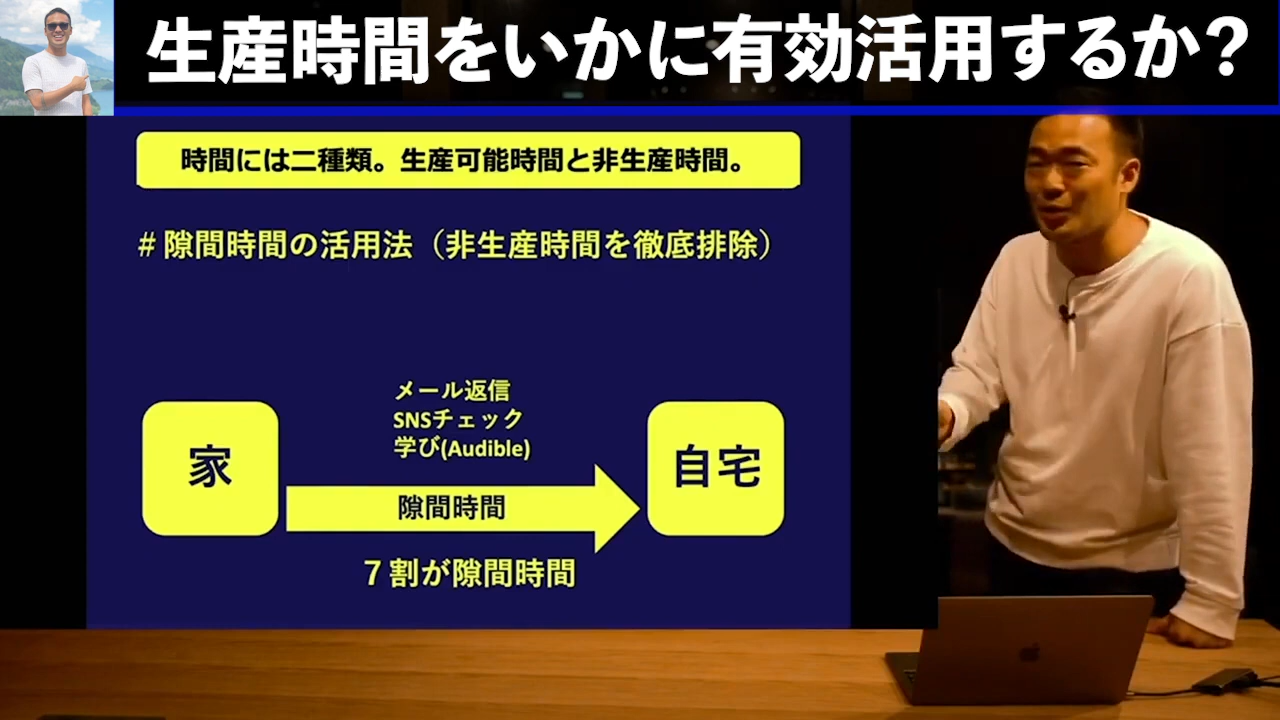 生産時間をいかに有効活用するか？
時間には二種類。生産可能時間と非生産時間。
＃隙間時間の活用法（非生産時間を徹底排除）
メール返信
SNSチェック
学び(Audible)
家
隙間時間
自宅
７割が隙間時間